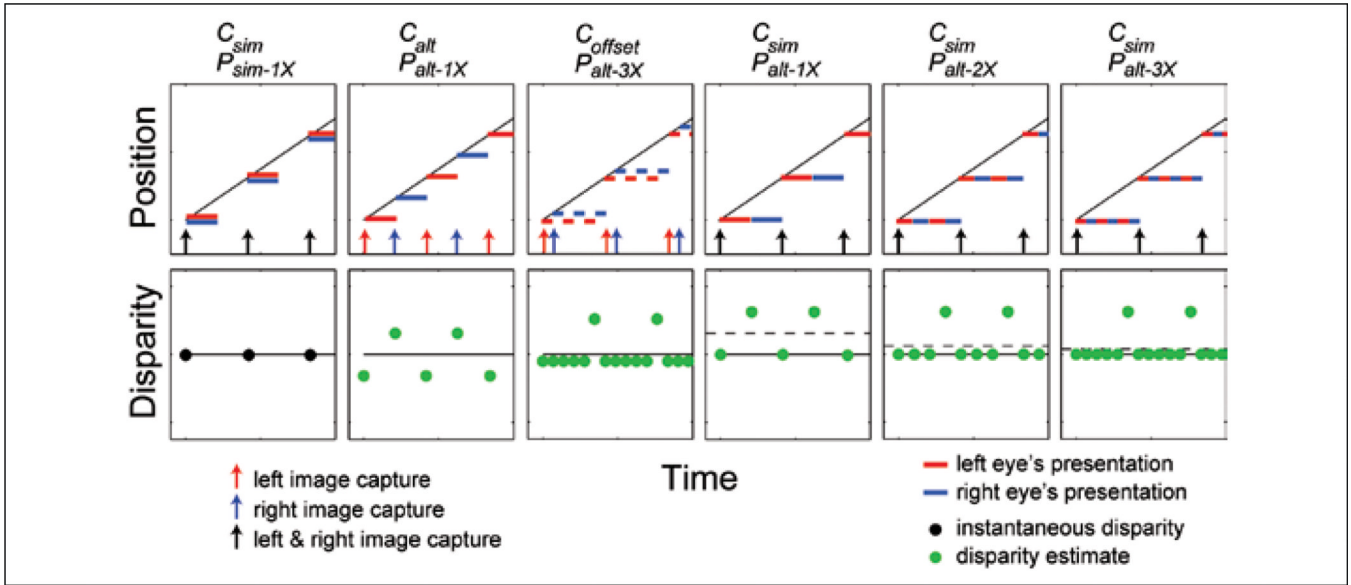 C_sim C_alt C_offset C_sim C_sim C_sim
P_sim-1X P_alt-1X P_alt-3X P_alt-1X P_alt-2X P_alt-3X
Position
Disparity
Time
left image capture
right image capture
left & right image capture
left eye's presentation
right eye's presentation
instantaneous disparity
disparity estimate